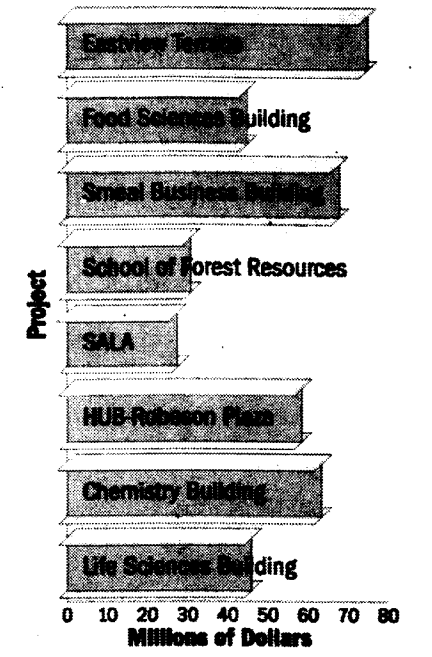 Eastview Terrace
Food Sciences Building
Smeal Business Building
School of Forest Resources
SALA
HUB-Robeson Plaza
Chemistry Building
Life Sciences Building
Project
0 10 20 30 40 50 60 70 80
Millions of Dollars